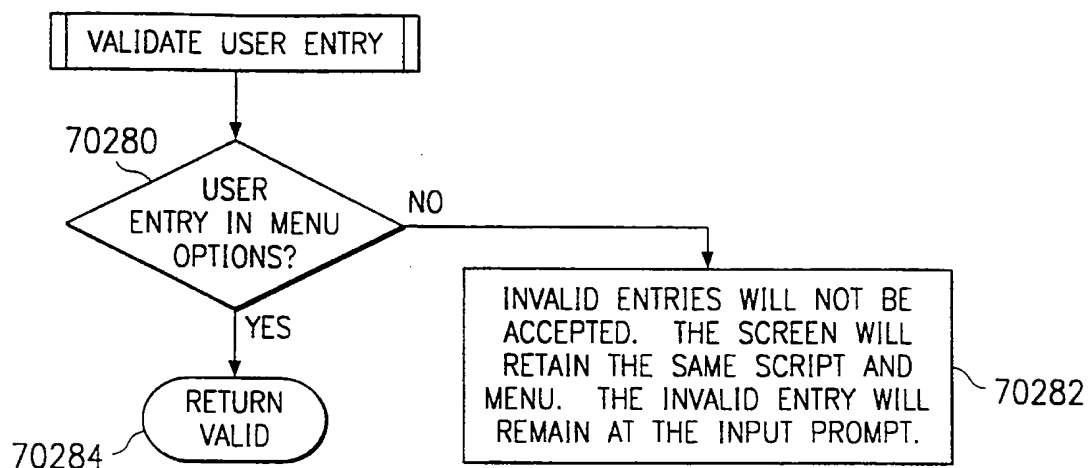 VALIDATE USER ENTRY
70280
USER
ENTRY IN MENU
OPTIONS?
NO
YES
INVALID ENTRIES WILL NOT BE
ACCEPTED. THE SCREEN WILL
RETAIN THE SAME SCRIPT AND
MENU. THE INVALID ENTRY WILL
REMAIN AT THE INPUT PROMPT.
70282
RETURN
VALID
70284